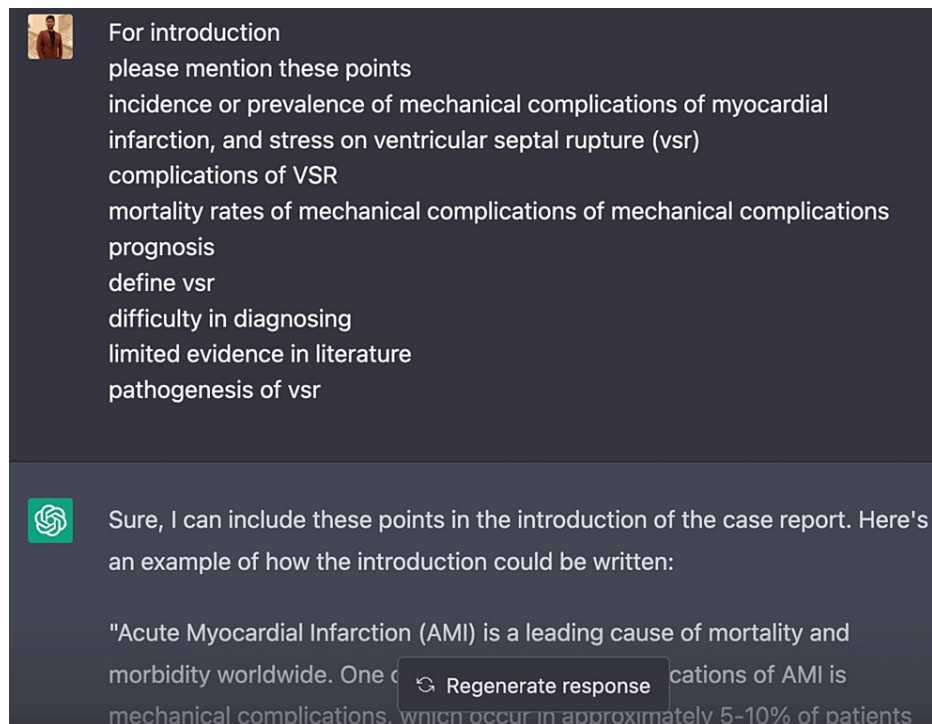 For introduction
please mention these points
incidence or prevalence of mechanical complications of myocardial
infarction, and stress on ventricular septal rupture (vsr)
complications of VSR
mortality rates of mechanical complications of mechanical complications
prognosis
define vsr
difficulty in diagnosing
limited evidence in literature
pathogenesis of vsr
Sure, I can include these points in the introduction of the case report. Here's
an example of how the introduction could be written:
"Acute Myocardial Infarction (AMI) is a leading cause of mortality and
morbidity worldwide. One
Regenerate response
cations of AMI is
mechanical complications, which occur in approximately 5-10% of patients